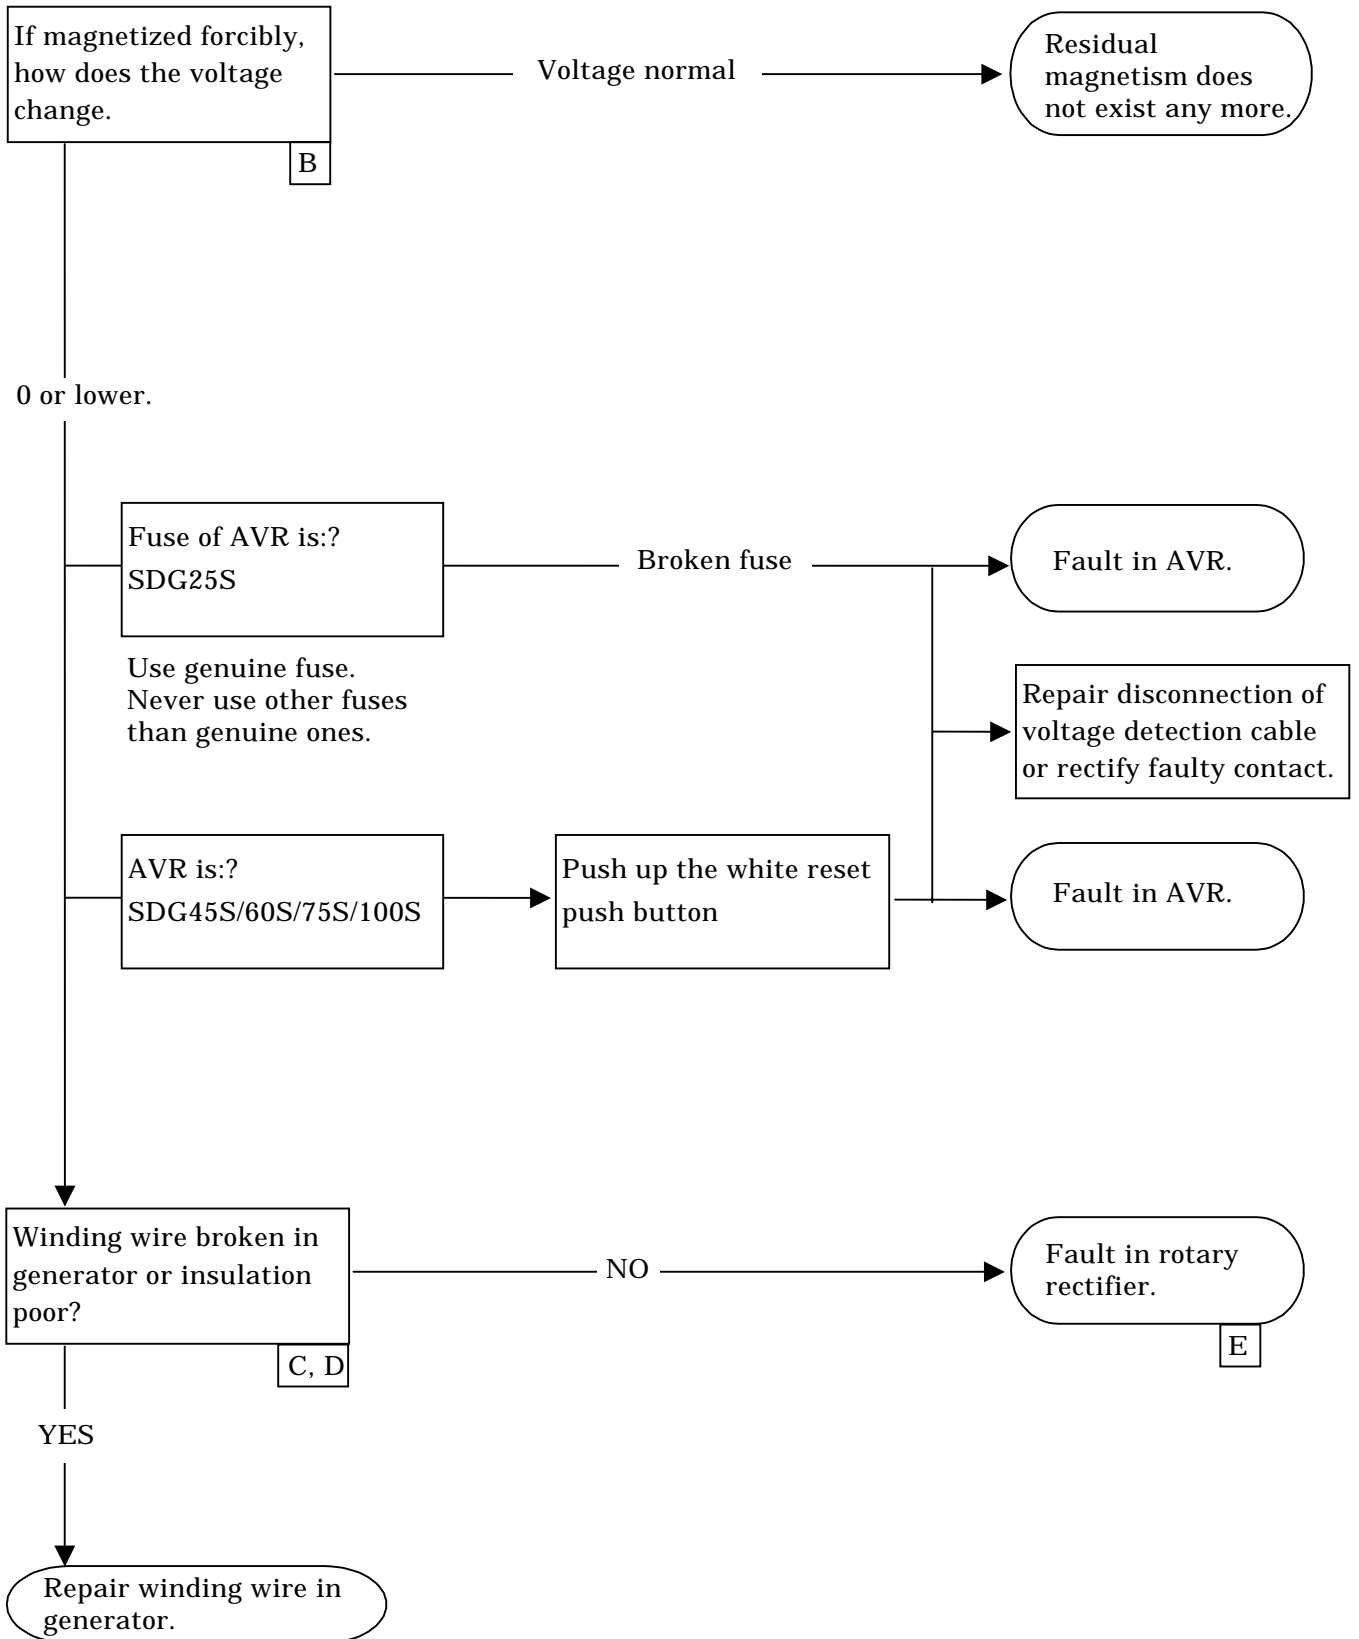 If magnetized forcibly,
how does the voltage
change.
B
Voltage normal
Residual
magnetism does
not exist any more.
0 or lower.
Fuse of AVR is:?
SDG25S
Broken fuse
Fault in AVR.
Use genuine fuse.
Never use other fuses
than genuine ones.
Repair disconnection of
voltage detection cable
or rectify faulty contact.
AVR is:?
SDG45S/60S/75S/100S
Push up the white reset
push button
Fault in AVR.
Winding wire broken in
generator or insulation
poor?
C, D
NO
Fault in rotary
rectifier.
E
YES
Repair winding wire in
generator.